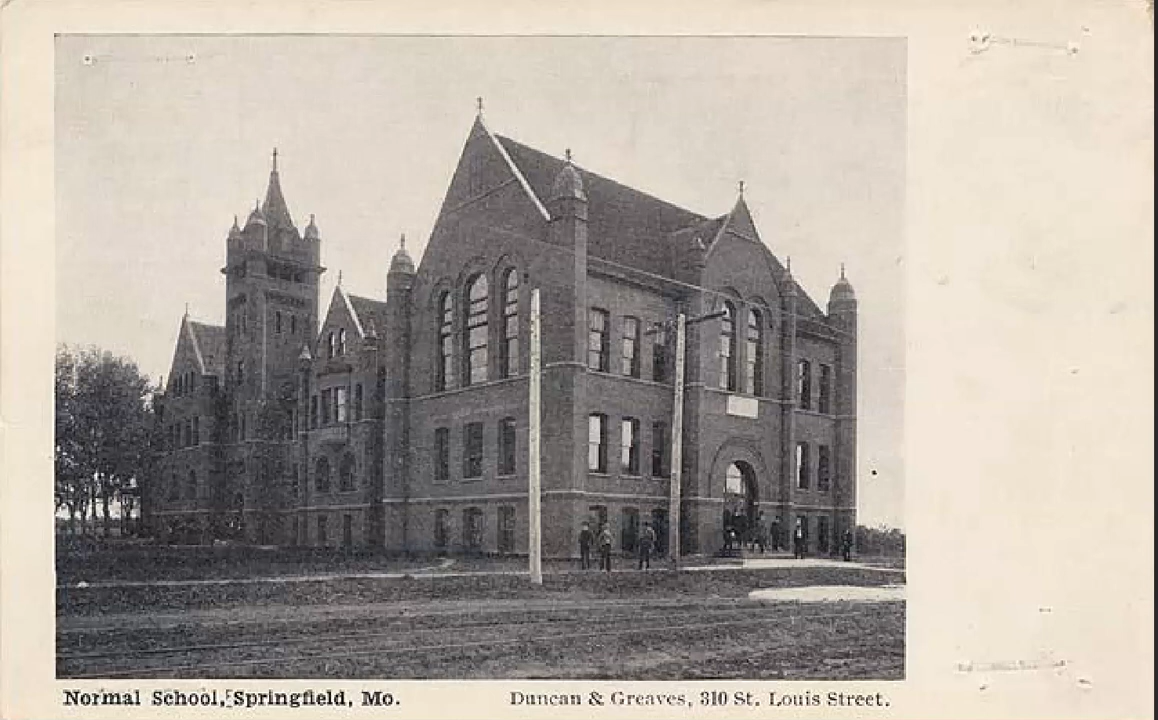 Normal School, Springfield, Mo.
Duncan & Greaves, 310 St. Louis Street.